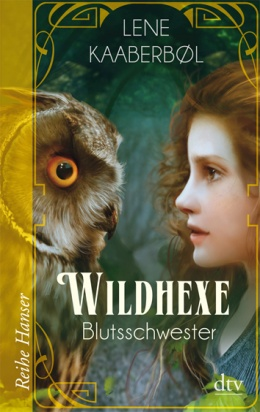 LENE
KAABERBØL
WILDHEXE
Blutsschwester
Reihe Hanser
dtv